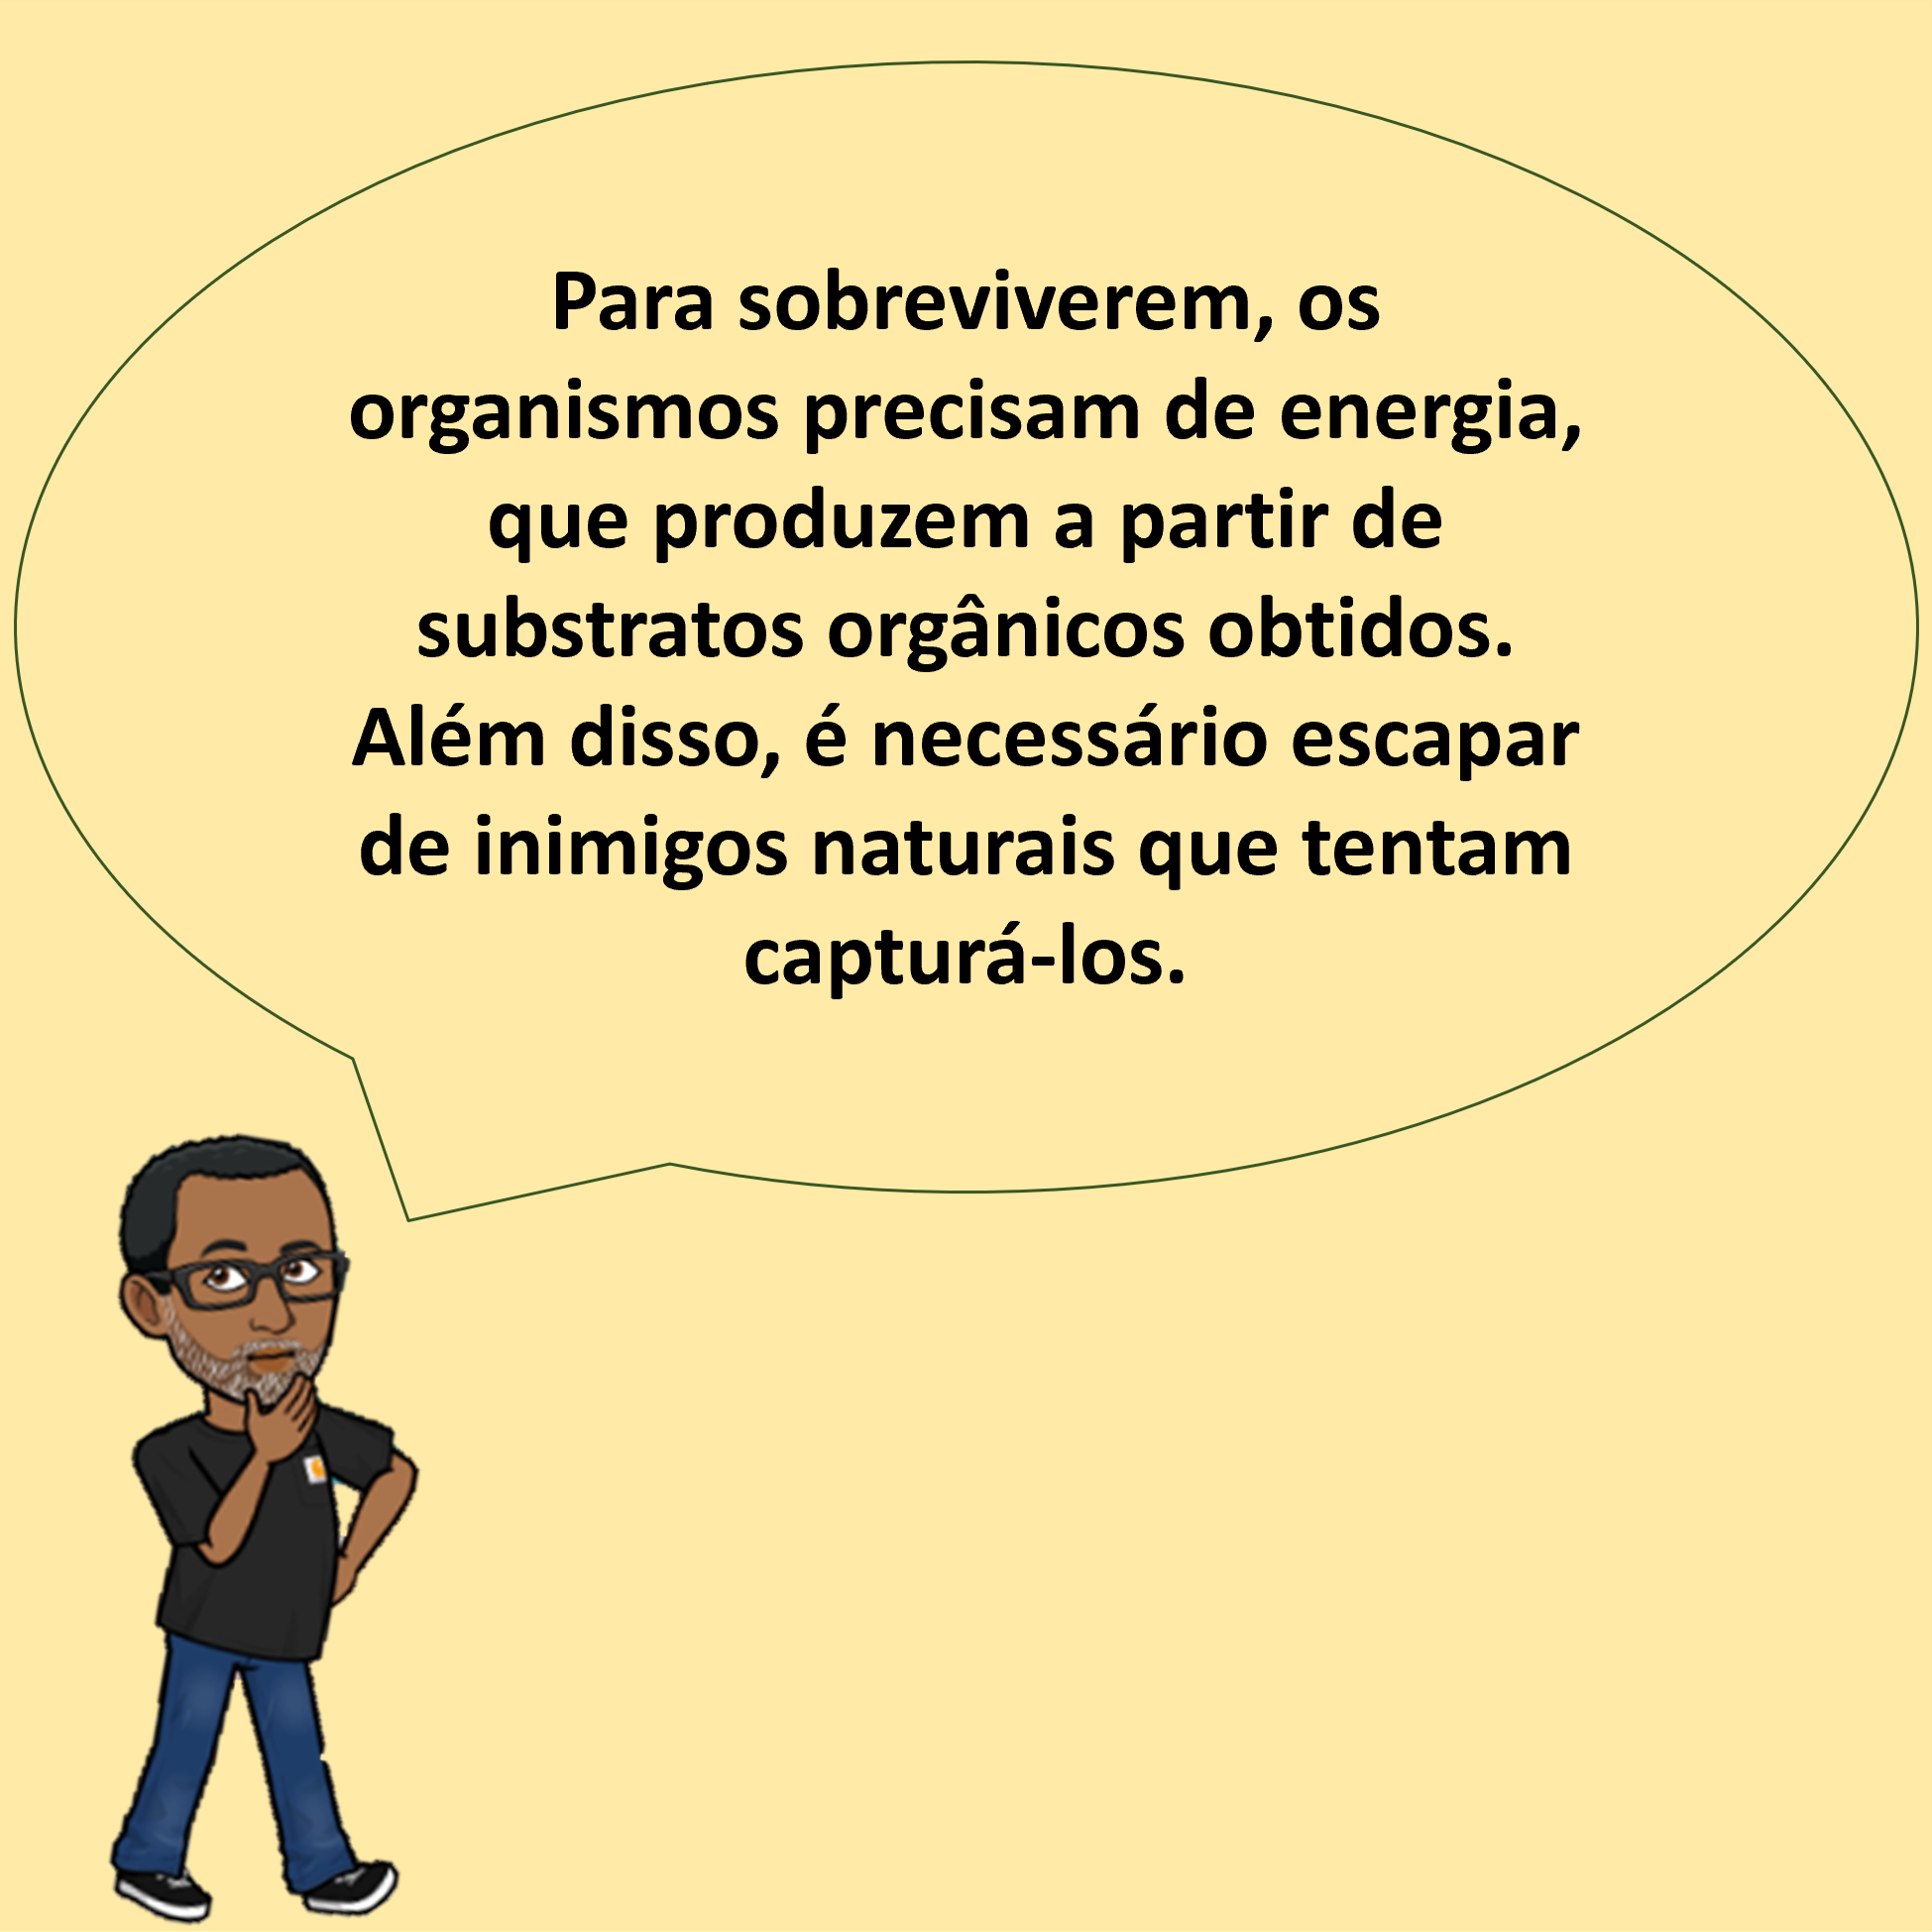 Para sobreviverem, os
organismos precisam de energia,
que produzem a partir de
substratos orgânicos obtidos.
Além disso, é necessário escapar
de inimigos naturais que tentam
capturá-los.